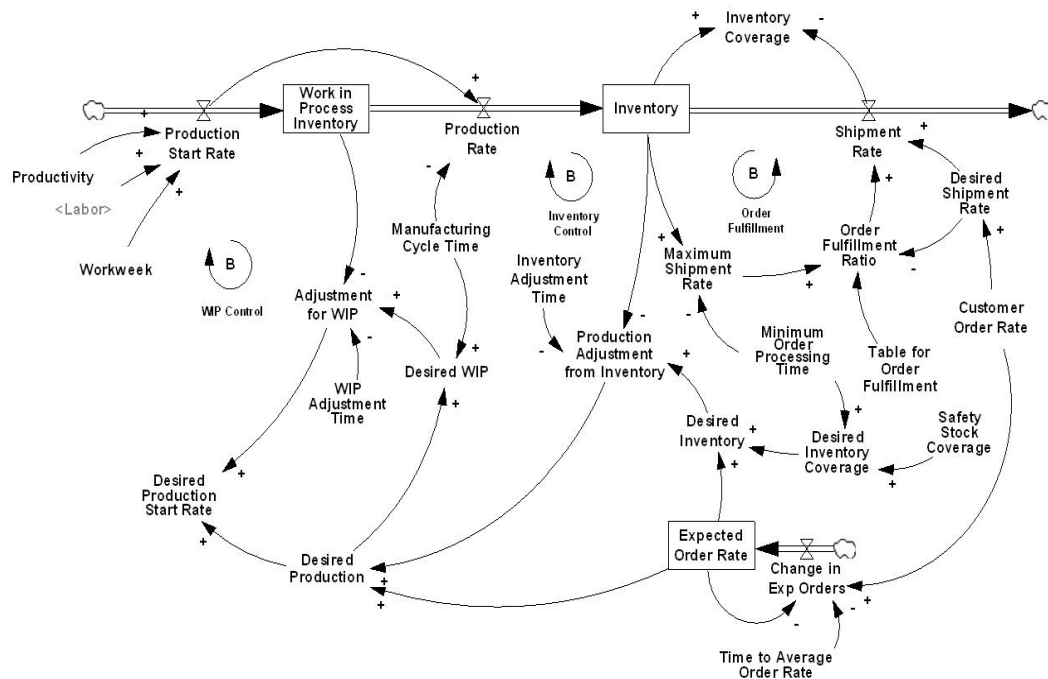 Inventory
Coverage
Work in
Process
Inventory
Inventory
Production
Start Rate
Production
Rate
Shipment
Rate
Productivity
<Labor>
Workweek
B
WIP Control
Manufacturing
Cycle Time
B
Inventory
Control
B
Order
Fulfillment
Desired
Shipment
Rate
Order
Fulfillment
Ratio
Maximum
Shipment
Rate
Inventory
Adjustment
Time
Customer
Order Rate
Adjustment
for WIP
Minimum
Order
Processing
Time
Production
Adjustment
from Inventory
Table for
Order
Fulfillment
Desired WIP
WIP
Adjustment
Time
Desired
Inventory
Desired
Inventory
Coverage
Safety
Stock
Coverage
Desired
Production
Start Rate
Desired
Production
Expected
Order Rate
Change in
Exp Orders
Time to Average
Order Rate